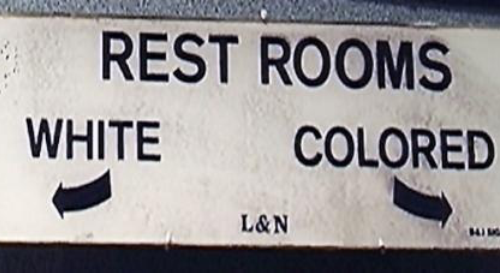 REST ROOMS
WHITE COLORED
L&N